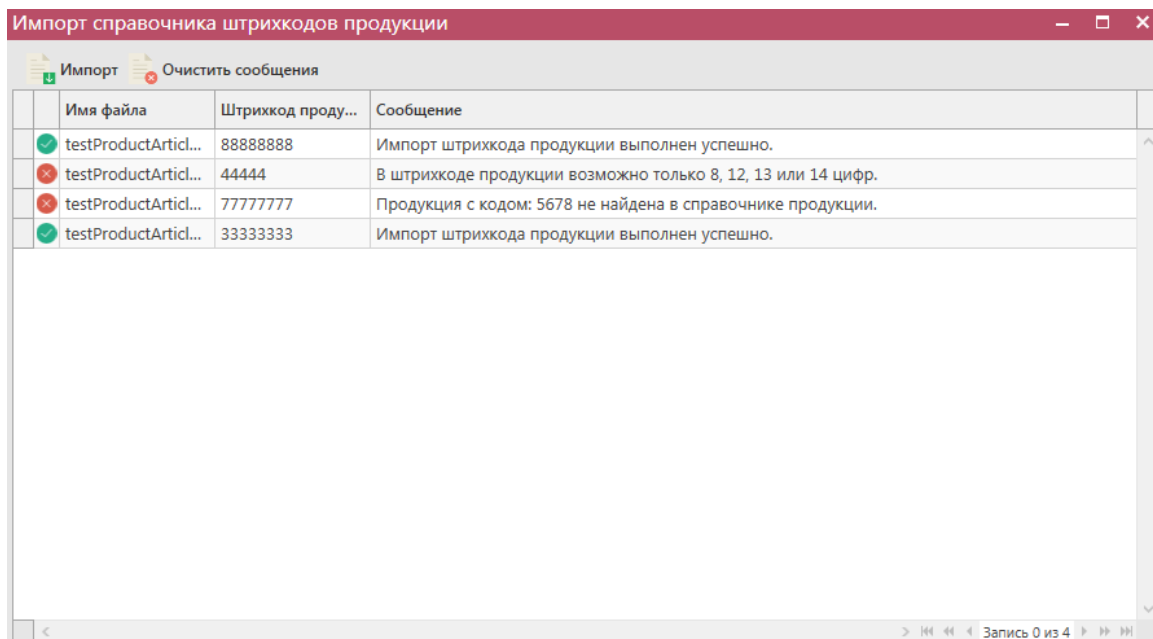 Импорт справочника штрихкодов продукции
Импорт Очистить сообщения
Имя файла Штрихкод проду... Сообщение
testProductArticl... 88888888 Импорт штрихкода продукции выполнен успешно.
testProductArticl... 44444 В штрихкоде продукции возможно только 8, 12, 13 или 14 цифр.
testProductArticl... 77777777 Продукция с кодом: 5678 не найдена в справочнике продукции.
testProductArticl... 33333333 Импорт штрихкода продукции выполнен успешно.
Запись 0 из 4